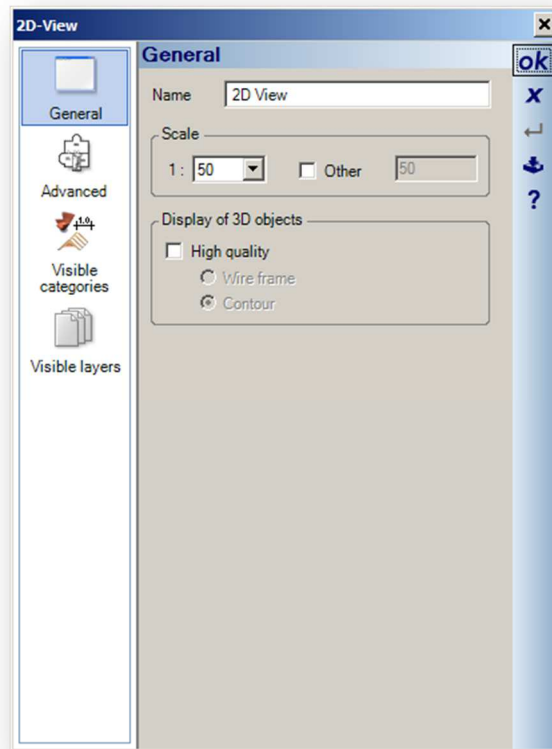 2D-View
General
Advanced
Visible
categories
Visible layers
General
Name 2D View
Scale
1 : 50 Other 50
Display of 3D objects
High quality
Wire frame
Contour
ok
x
?